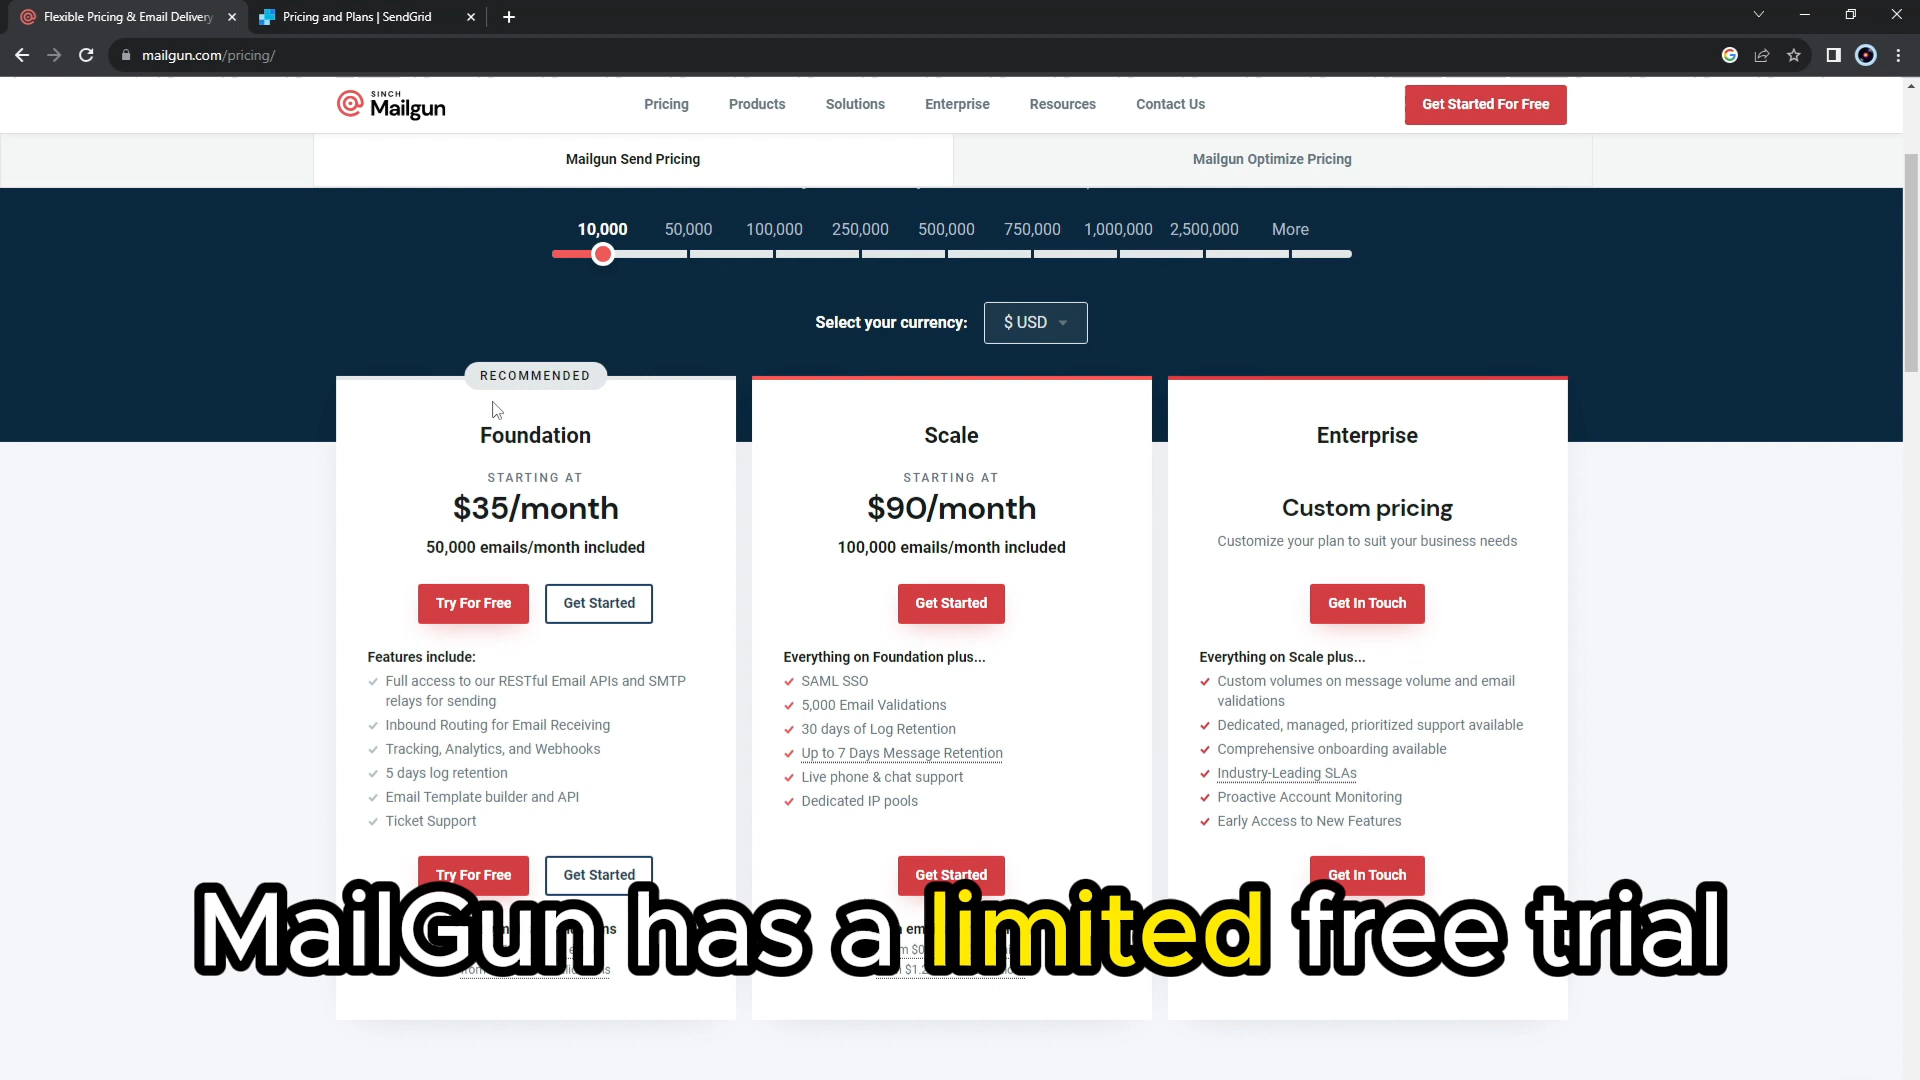 Flexible Pricing & Email Delivery
Pricing and Plans | SendGrid
mailgun.com/pricing/
SINCH
Mailgun
Pricing
Products
Solutions
Enterprise
Resources
Contact Us
Get Started For Free
Mailgun Send Pricing
Mailgun Optimize Pricing
10,000
50,000
100,000
250,000
500,000
750,000
1,000,000
2,500,000
More
Select your currency:
$ USD
RECOMMENDED
Foundation
STARTING AT
$35/month
50,000 emails/month included
Try For Free
Get Started
Features include:
Full access to our RESTful Email APIs and SMTP
relays for sending
Inbound Routing for Email Receiving
Tracking, Analytics, and Webhooks
5 days log retention
Email Template builder and API
Ticket Support
Try For Free
Get Started
Scale
STARTING AT
$90/month
100,000 emails/month included
Get Started
Everything on Foundation plus...
SAML SSO
5,000 Email Validations
30 days of Log Retention
Up to 7 Days Message Retention
Live phone & chat support
Dedicated IP pools
Get Started
Enterprise
Custom pricing
Customize your plan to suit your business needs
Get In Touch
Everything on Scale plus...
Custom volumes on message volume and email
validations
Dedicated, managed, prioritized support available
Comprehensive onboarding available
Industry-Leading SLAs
Proactive Account Monitoring
Early Access to New Features
Get In Touch
MailGun has a limited free trial